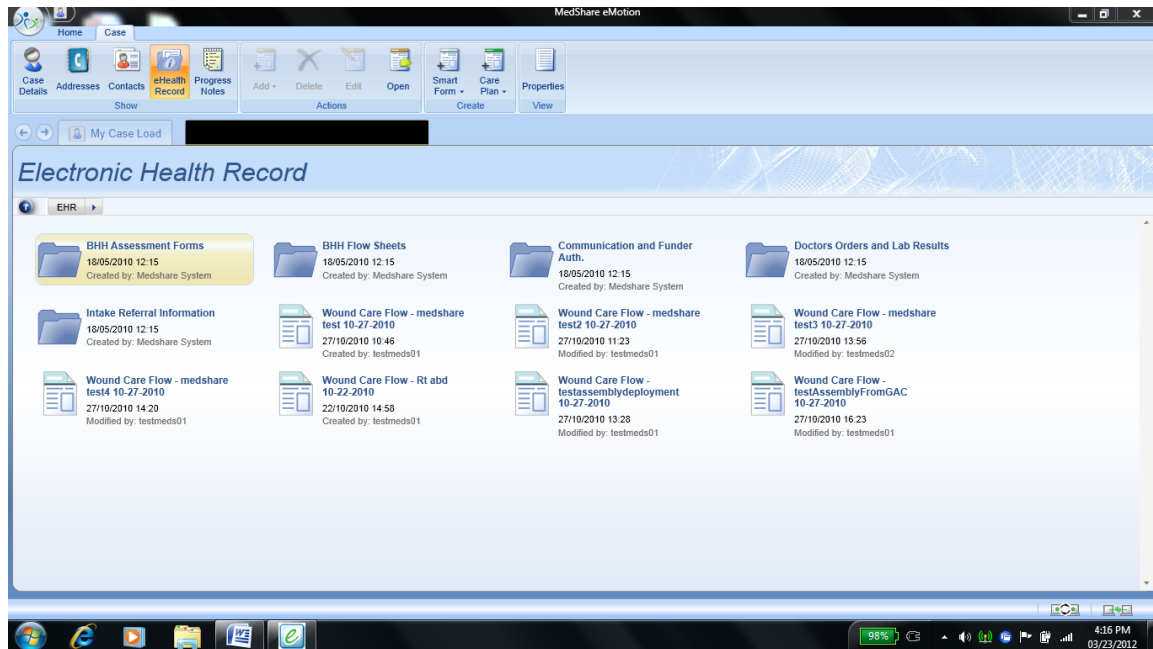 MedShare eMotion
Home Case
Case Details
Addresses
Contacts
eHealth Record
Progress Notes
Show
Add
Delete
Edit
Open
Actions
Smart Form
Care Plan
Create
Properties
View
My Case Load
Electronic Health Record
EHR
BHH Assessment Forms
18/05/2010 12:15
Created by: Medshare System
BHH Flow Sheets
18/05/2010 12:15
Created by: Medshare System
Communication and Funder
Auth.
18/05/2010 12:15
Created by: Medshare System
Doctors Orders and Lab Results
18/05/2010 12:15
Created by: Medshare System
Intake Referral Information
18/05/2010 12:15
Created by: Medshare System
Wound Care Flow - medshare
test 10-27-2010
27/10/2010 10:46
Created by: testmeds01
Wound Care Flow - medshare
test2 10-27-2010
27/10/2010 11:23
Modified by: testmeds01
Wound Care Flow - medshare
test3 10-27-2010
27/10/2010 13:56
Modified by: testmeds02
Wound Care Flow - medshare
test4 10-27-2010
27/10/2010 14:20
Modified by: testmeds01
Wound Care Flow - Rt abd
10-22-2010
22/10/2010 14:58
Created by: testmeds01
Wound Care Flow -
testassemblydeployment
10-27-2010
27/10/2010 13:28
Modified by: testmeds01
Wound Care Flow -
testAssemblyFromGAC
10-27-2010
27/10/2010 16:23
Modified by: testmeds01
98%
4:16 PM
03/23/2012